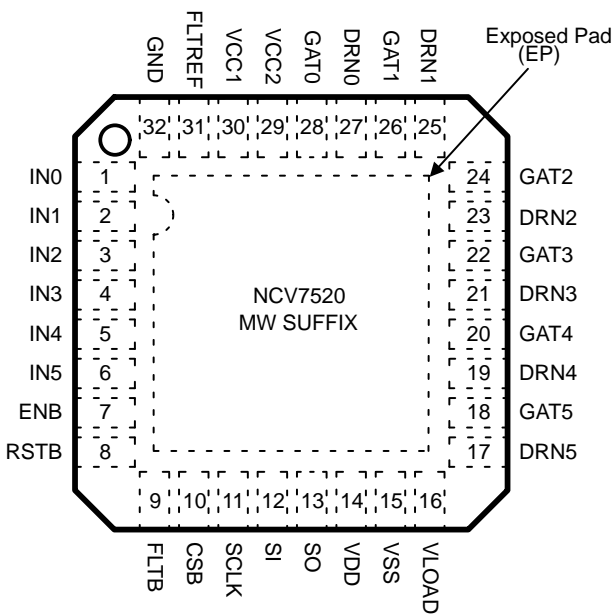 GND
FLTREF
VCC1
VCC2
GAT0
DRN0
GAT1
DRN1
Exposed Pad
(EP)
32 31 30 29 28 27 26 25
IN0 1 24 GAT2
IN1 2 23 DRN2
IN2 3 22 GAT3
IN3 4 21 DRN3
IN4 5 20 GAT4
IN5 6 19 DRN4
ENB 7 18 GAT5
RSTB 8 17 DRN5
NCV7520
MW SUFFIX
9 10 11 12 13 14 15 16
FLTB
CSB
SCLK
SI
SO
VDD
VSS
VLOAD